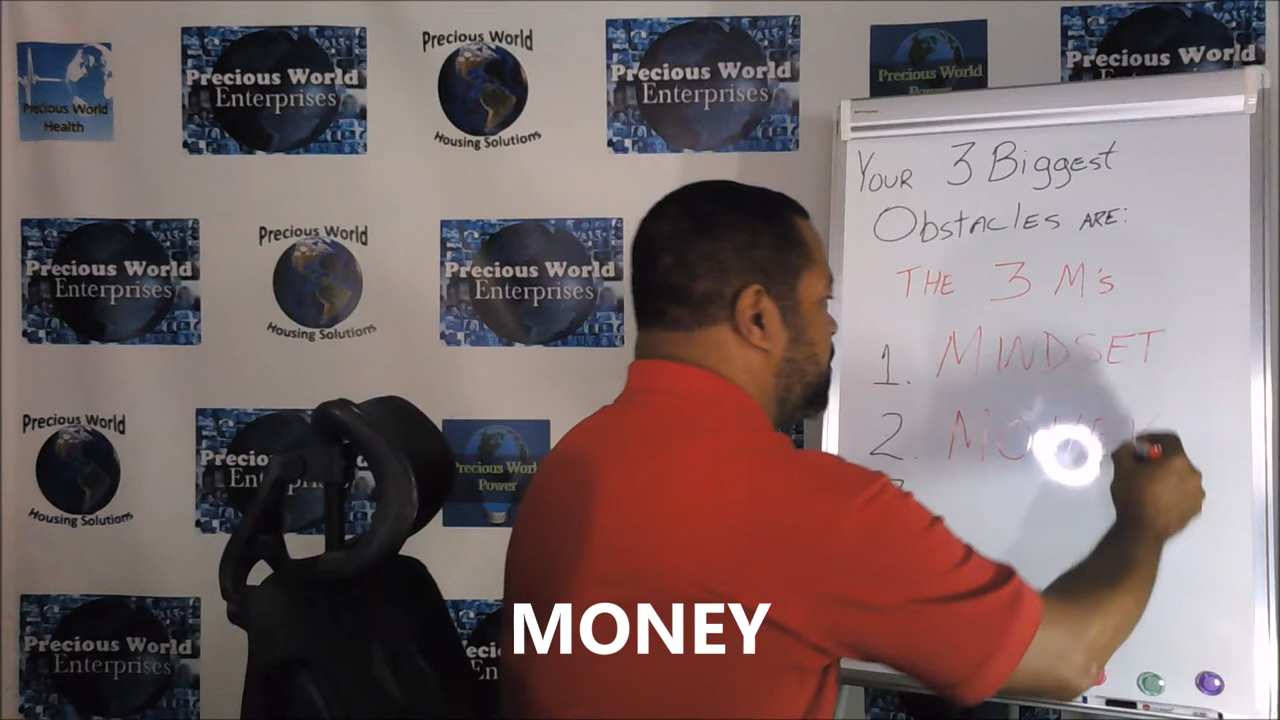 Precious World
Health
Precious World
Enterprises
Precious World
Housing Solutions
Precious World
Enterprises
Precious World
Power
Precious World
Precious World
Enterprises
Precious World
Housing Solutions
Precious World
Enterprises
Precious World
Housing Solutions
Precious World
Power
Precious World
Enterprises
YOUR 3 Biggest
Obstacles ARE:
THE 3 M's
1. MINDSET
2. MONEY
MONEY